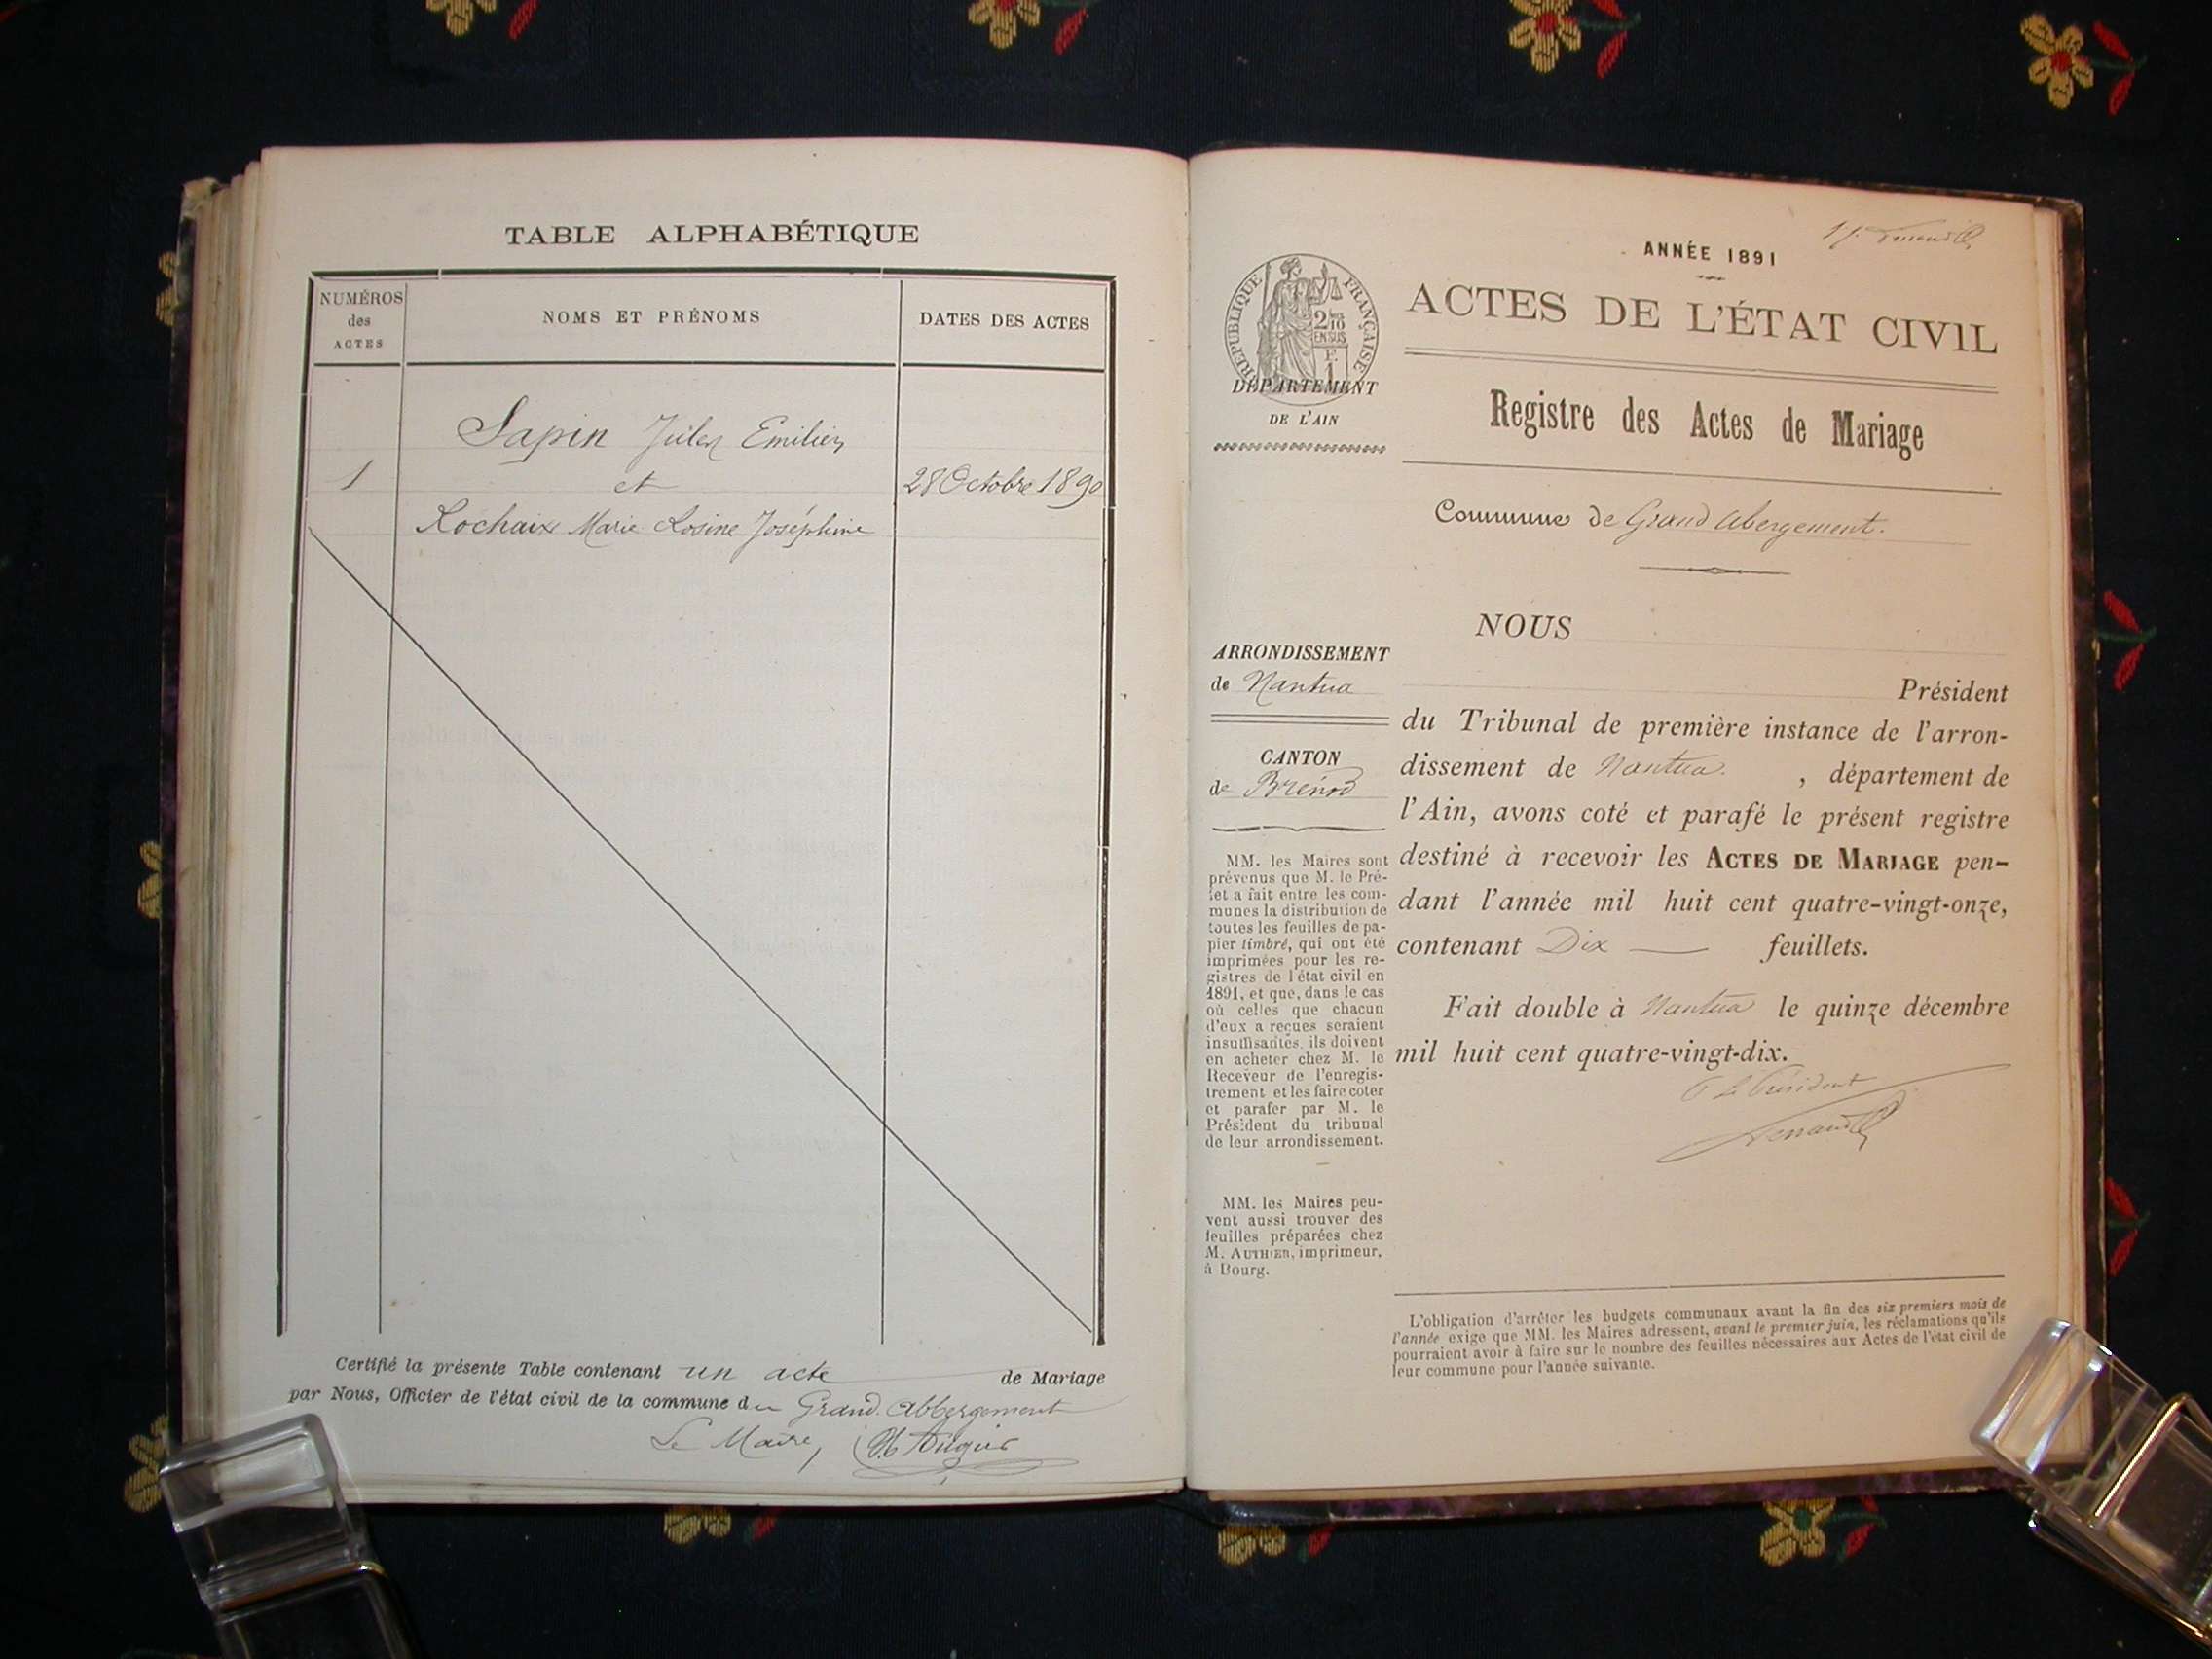 TABLE ALPHABÉTIQUE
NUMÉROS
des
ACTES
NOMS ET PRÉNOMS
DATES DES ACTES
Sapin Jules Emilien
1 et 28 Octobre 1890
Rochaix Marie Rosine Joséphine
Certifié la présente Table contenant un acte de Mariage
par Nous, Officier de l'état civil de la commune du Grand. Abbergement
Le Maire,
ANNÉE 1891
ACTES DE L'ÉTAT CIVIL
RÉPUBLIQUE FRANÇAISE
2/10
EN SUS
DÉPARTEMENT
DE L'AIN
Registre des Actes de Mariage
Commune de Grand Abergement.
ARRONDISSEMENT
de Nantua
CANTON
de Brénod
MM. les Maires sont
prévenus que M. le Pré-
fet a fait entre les com-
munes la distribution de
toutes les feuilles de pa-
pier timbré, qui ont été
imprimées pour les re-
gistres de l'état civil en
1891, et que, dans le cas
où celles que chacun
d'eux a reçues seraient
insuffisantes, ils doivent
en acheter chez M. le
Receveur de l'enregis-
trement et les faire coter
et parafer par M. le
Président du tribunal
de leur arrondissement.
MM. les Maires peu-
vent aussi trouver des
feuilles préparées chez
M. AUTHIER, imprimeur,
à Bourg.
NOUS
Président
du Tribunal de première instance de l'arron-
dissement de Nantua. , département de
l'Ain, avons coté et parafé le présent registre
destiné à recevoir les ACTES DE MARIAGE pen-
dant l'année mil huit cent quatre-vingt-onze,
contenant Dix feuillets.
Fait double à Nantua le quinze décembre
mil huit cent quatre-vingt-dix.
Le Président
L'obligation d'arrêter les budgets communaux avant la fin des six premiers mois de
l'année exige que MM. les Maires adressent, avant le premier juin, les réclamations qu'ils
pourraient avoir à faire sur le nombre des feuilles nécessaires aux Actes de l'état civil de
leur commune pour l'année suivante.